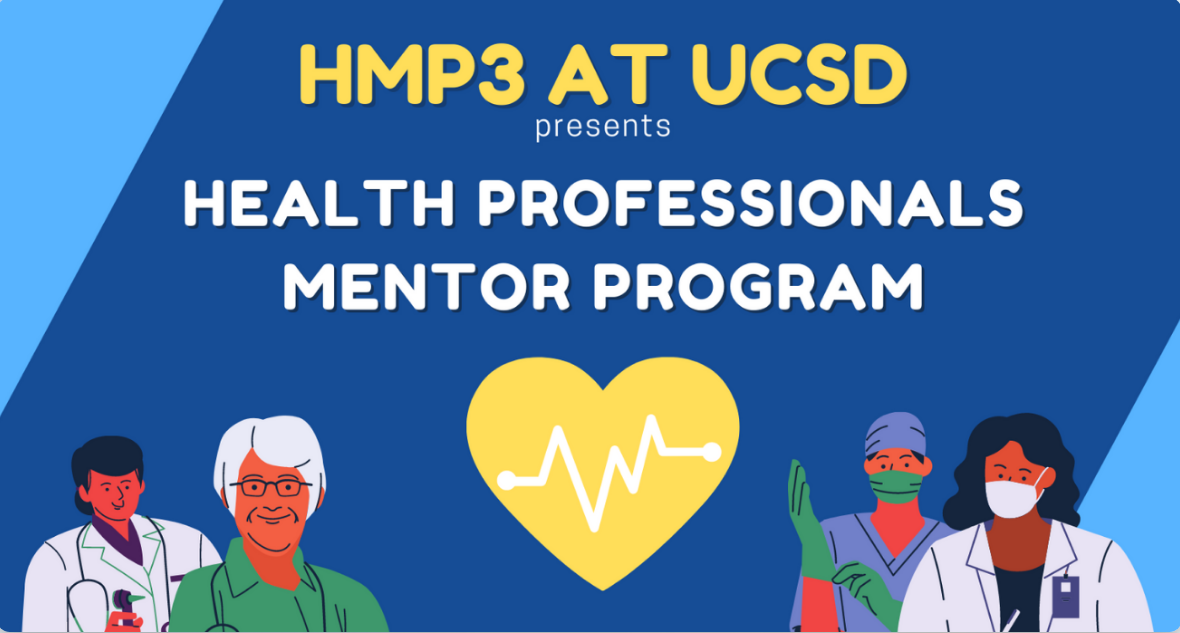 HMP3 AT UCSD
presents
HEALTH PROFESSIONALS
MENTOR PROGRAM